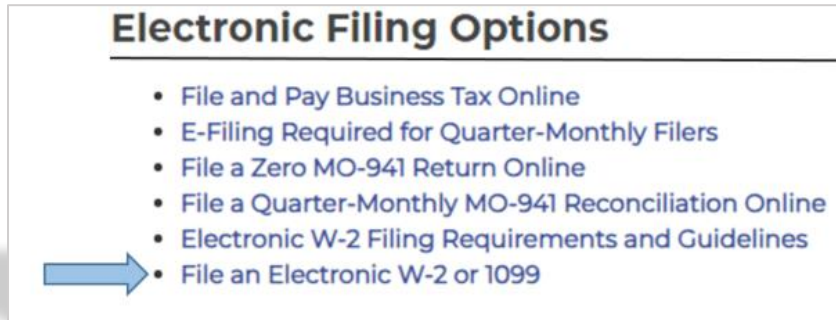 Electronic Filing Options
• File and Pay Business Tax Online
• E-Filing Required for Quarter-Monthly Filers
• File a Zero MO-941 Return Online
• File a Quarter-Monthly MO-941 Reconciliation Online
• Electronic W-2 Filing Requirements and Guidelines
• File an Electronic W-2 or 1099